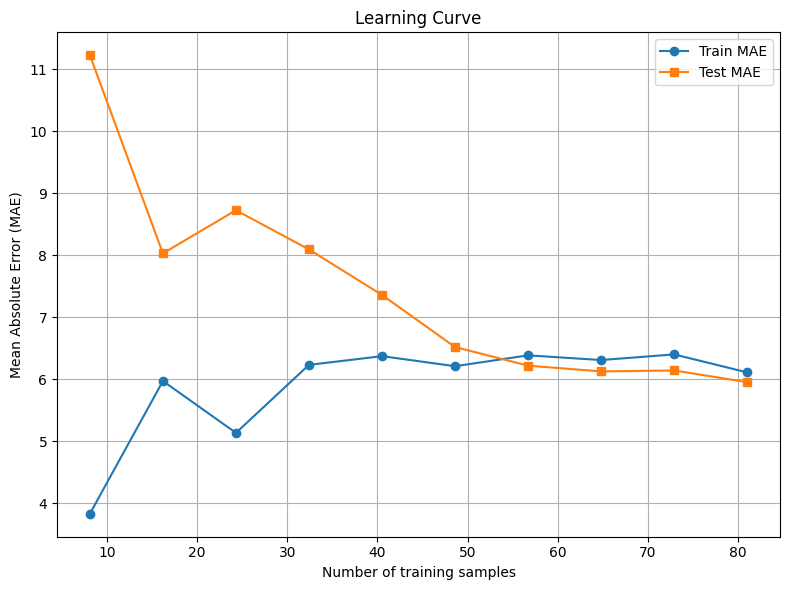 Learning Curve
Train MAE
Test MAE
Mean Absolute Error (MAE)
11
10
9
8
7
6
5
4
10 20 30 40 50 60 70 80
Number of training samples